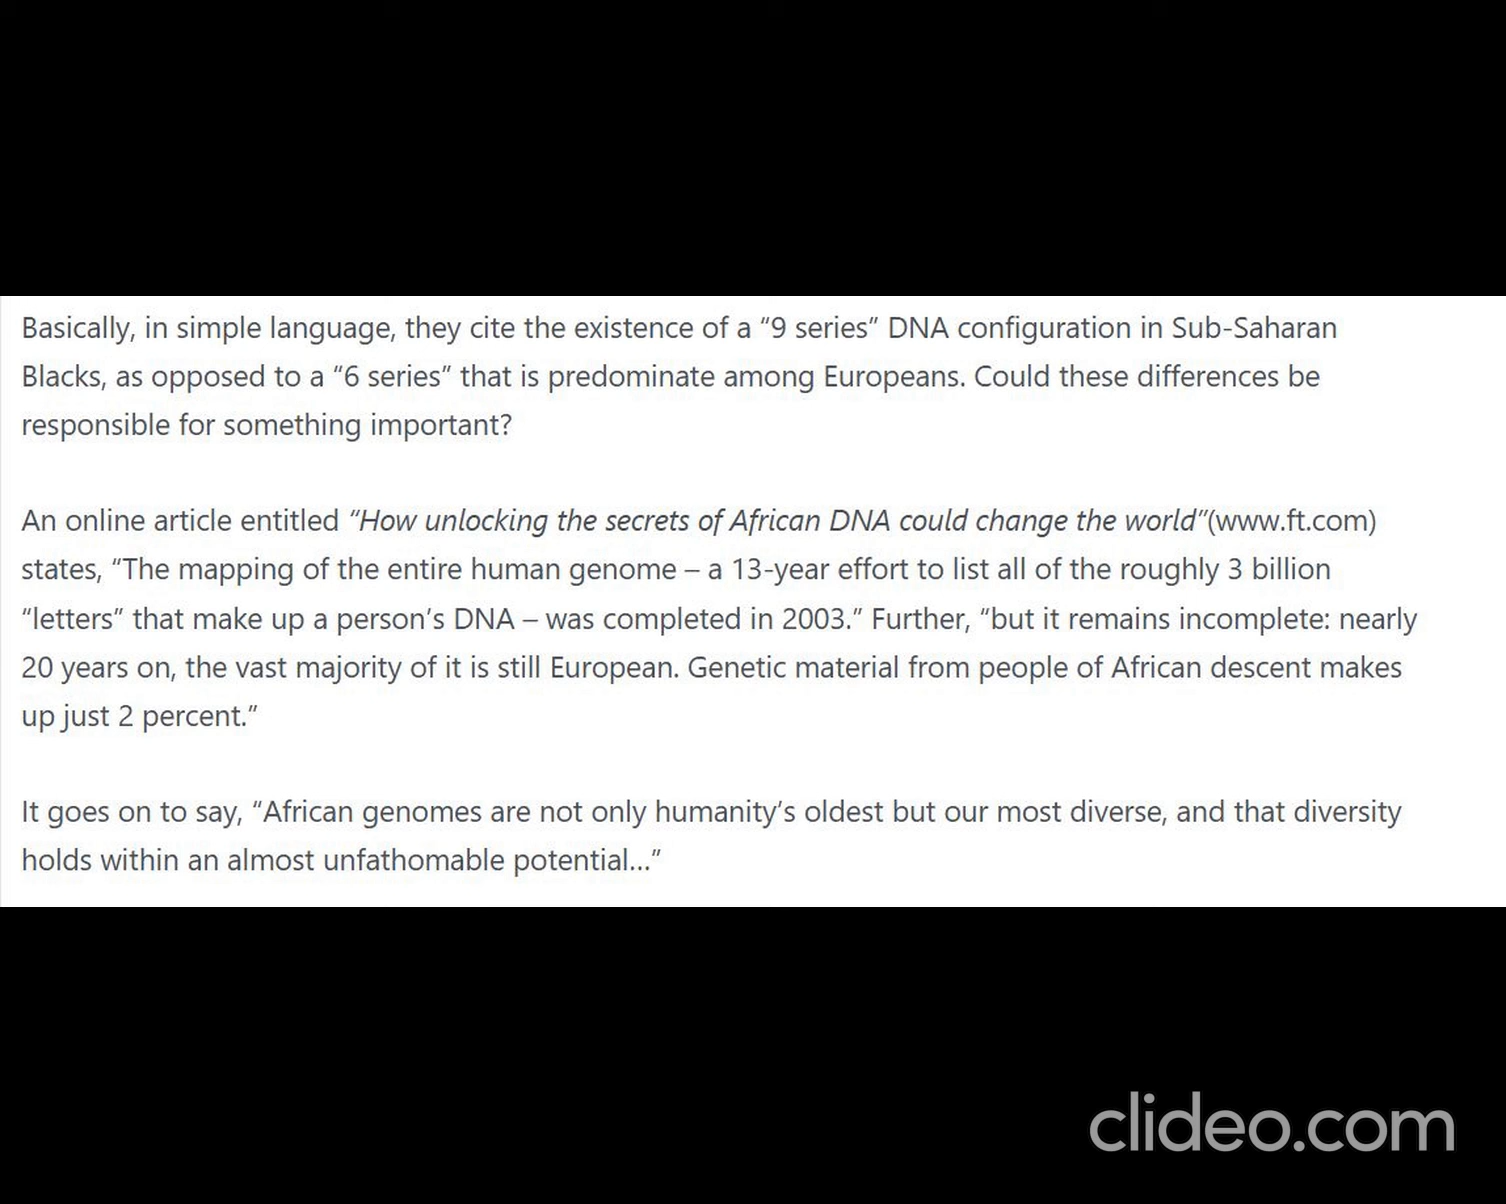 Basically, in simple language, they cite the existence of a “9 series” DNA configuration in Sub-Saharan
Blacks, as opposed to a “6 series” that is predominate among Europeans. Could these differences be
responsible for something important?
An online article entitled “How unlocking the secrets of African DNA could change the world”(www.ft.com)
states, “The mapping of the entire human genome – a 13-year effort to list all of the roughly 3 billion
“letters” that make up a person’s DNA – was completed in 2003.” Further, “but it remains incomplete: nearly
20 years on, the vast majority of it is still European. Genetic material from people of African descent makes
up just 2 percent.”
It goes on to say, “African genomes are not only humanity’s oldest but our most diverse, and that diversity
holds within an almost unfathomable potential...”
clideo.com